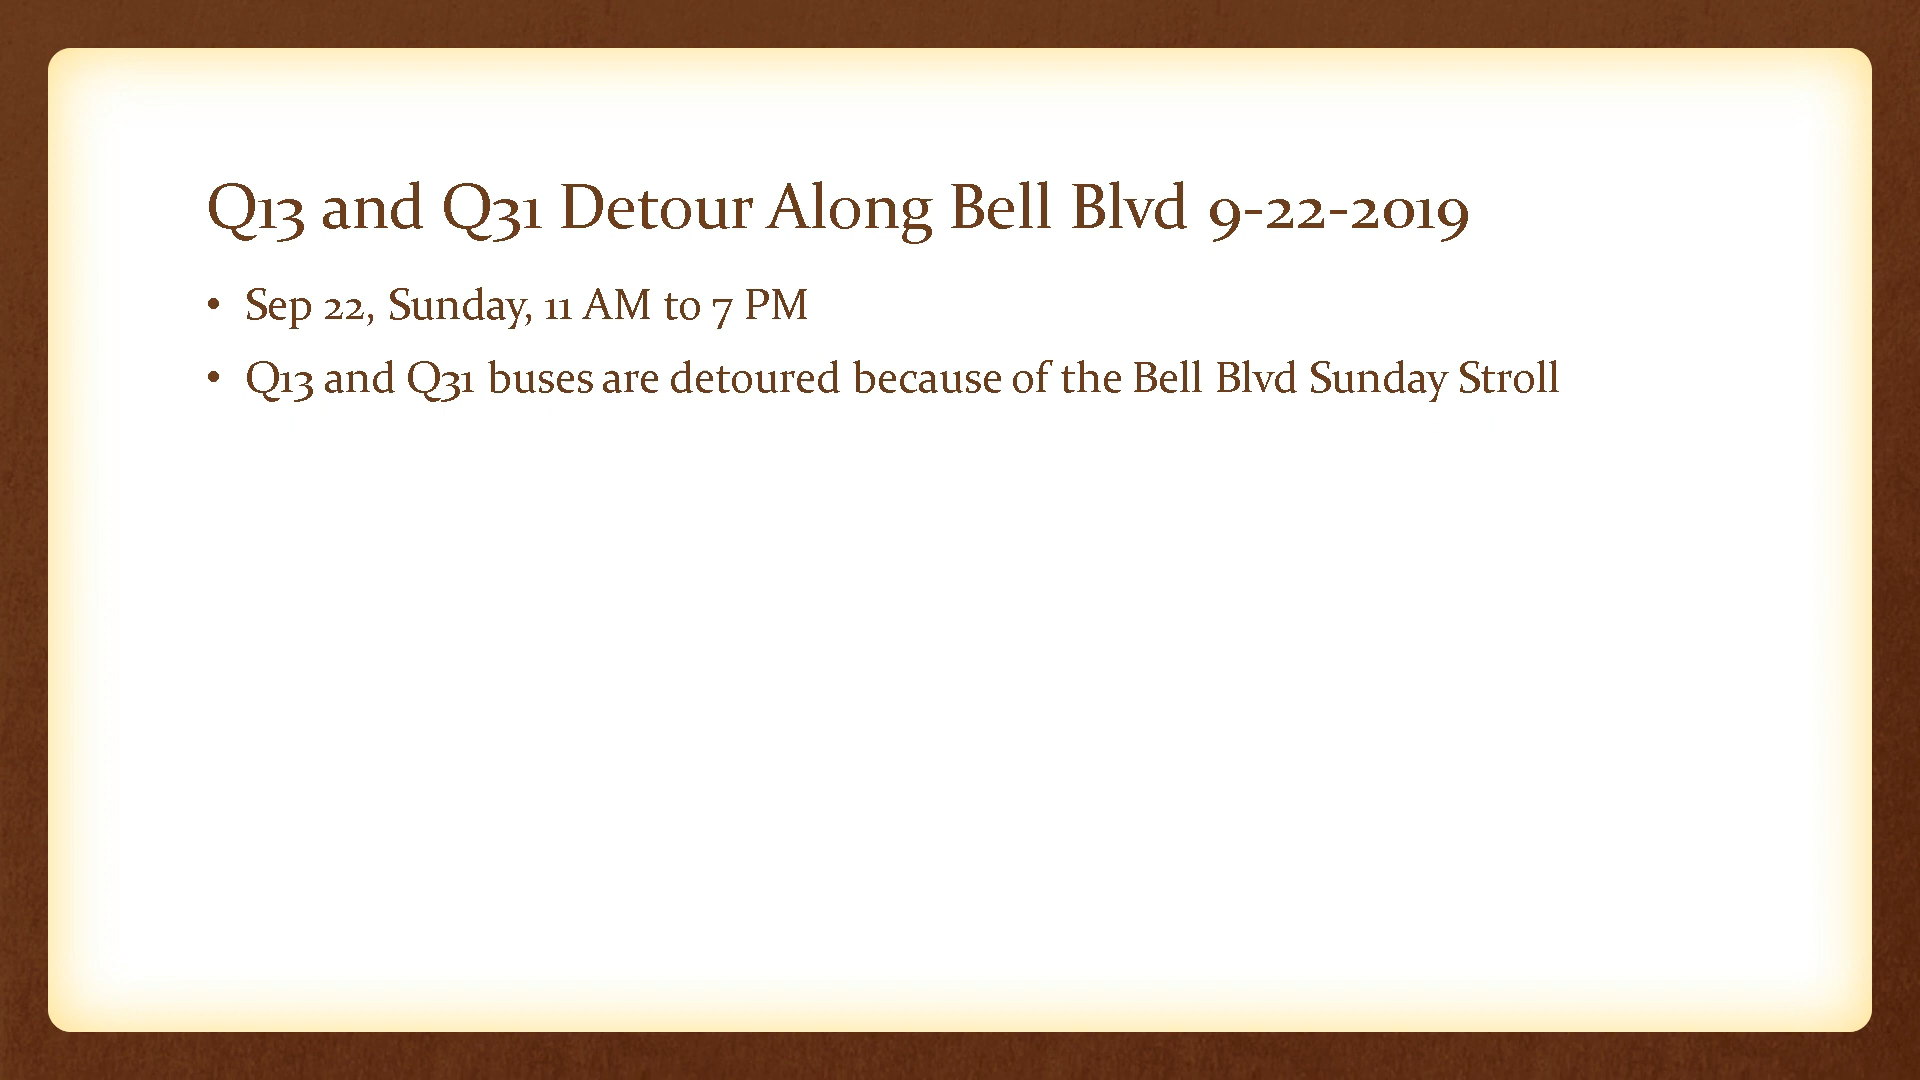 Q13 and Q31 Detour Along Bell Blvd 9-22-2019
• Sep 22, Sunday, 11 AM to 7 PM
• Q13 and Q31 buses are detoured because of the Bell Blvd Sunday Stroll